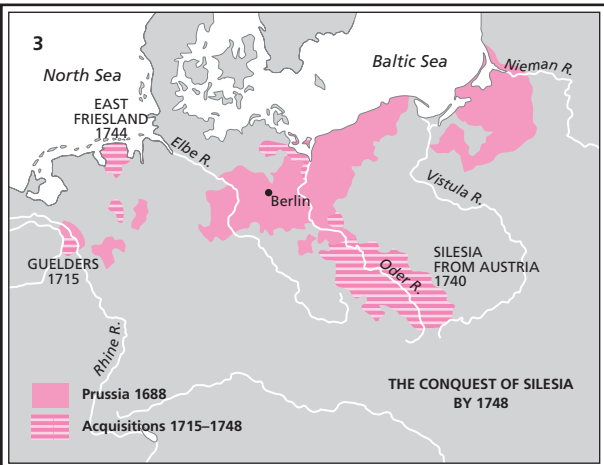 3
North Sea
Baltic Sea
Nieman R.
EAST
FRIESLAND
1744
Elbe R.
Vistula R.
Berlin
GUELDERS
1715
Oder R.
SILESIA
FROM AUSTRIA
1740
Rhine R.
Prussia 1688
Acquisitions 1715–1748
THE CONQUEST OF SILESIA
BY 1748